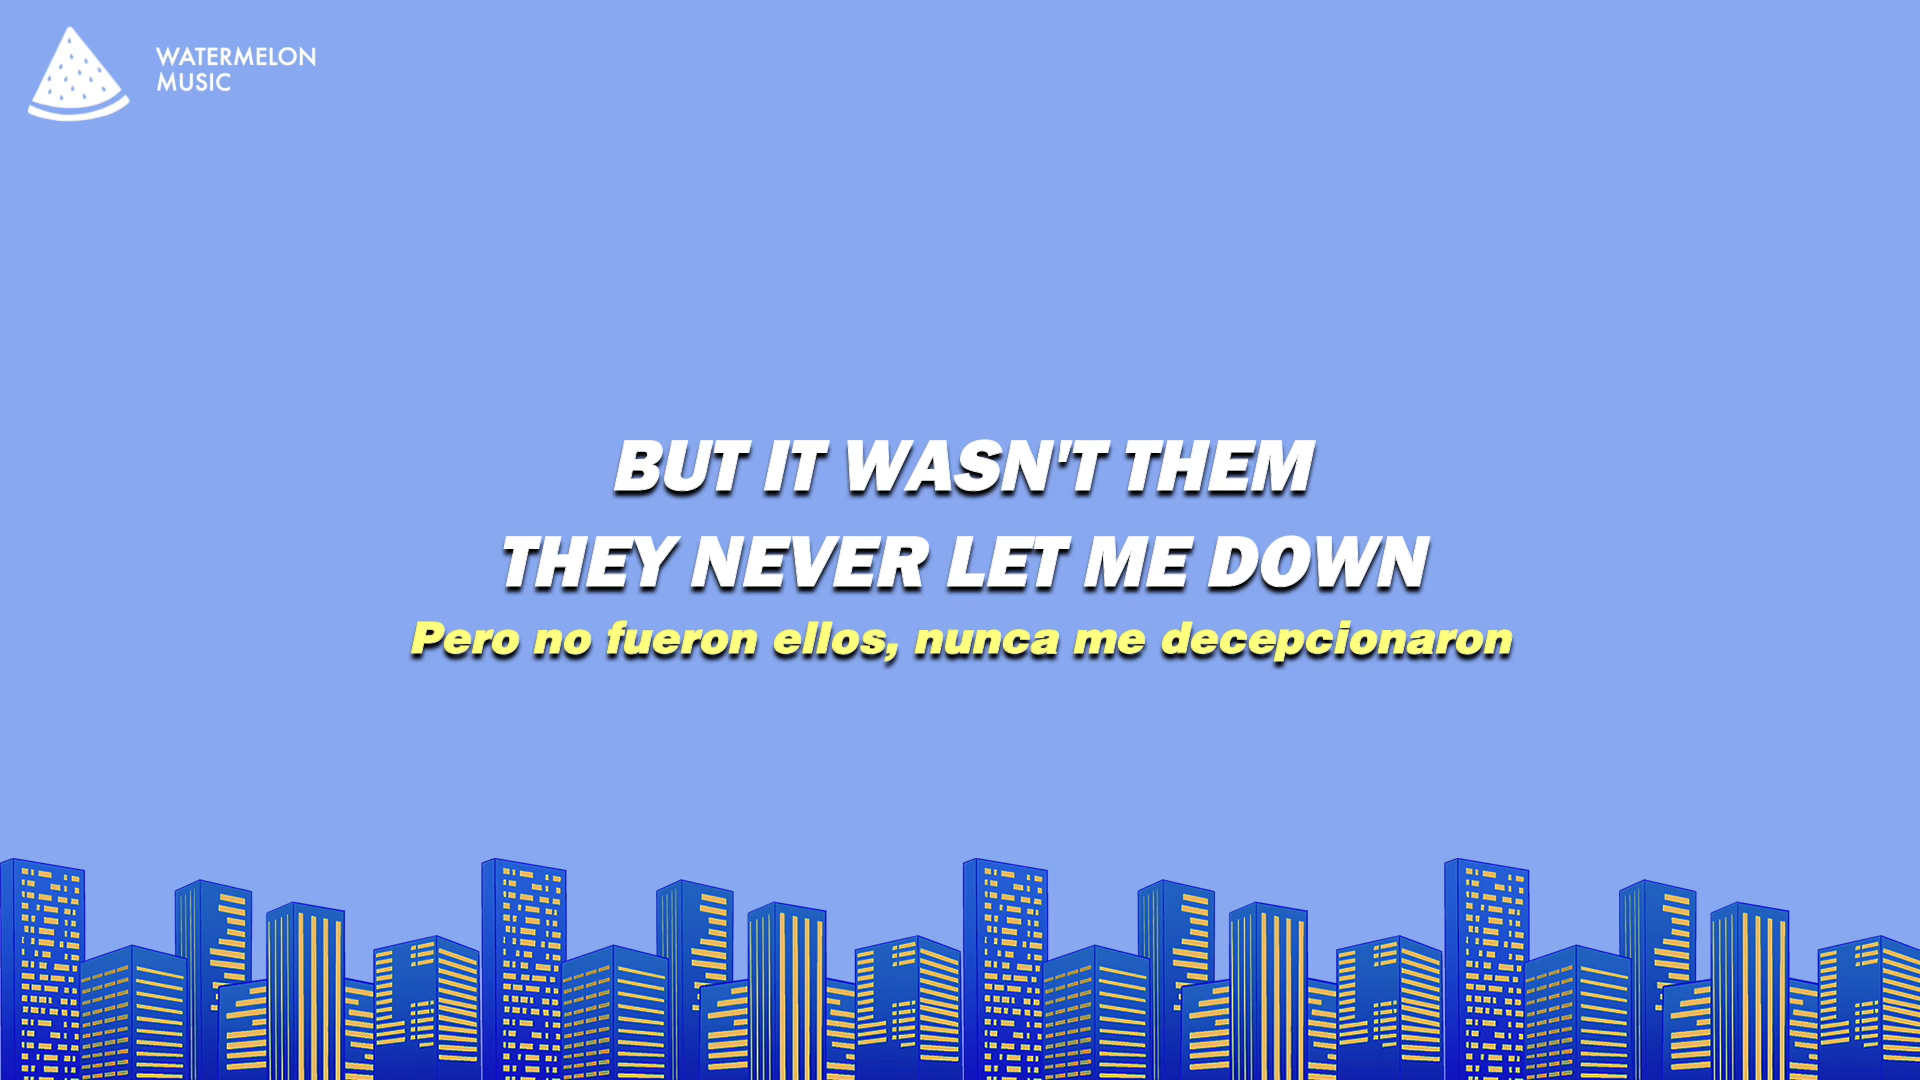 WATERMELON
MUSIC
BUT IT WASN'T THEM
THEY NEVER LET ME DOWN
Pero no fueron ellos, nunca me decepcionaron